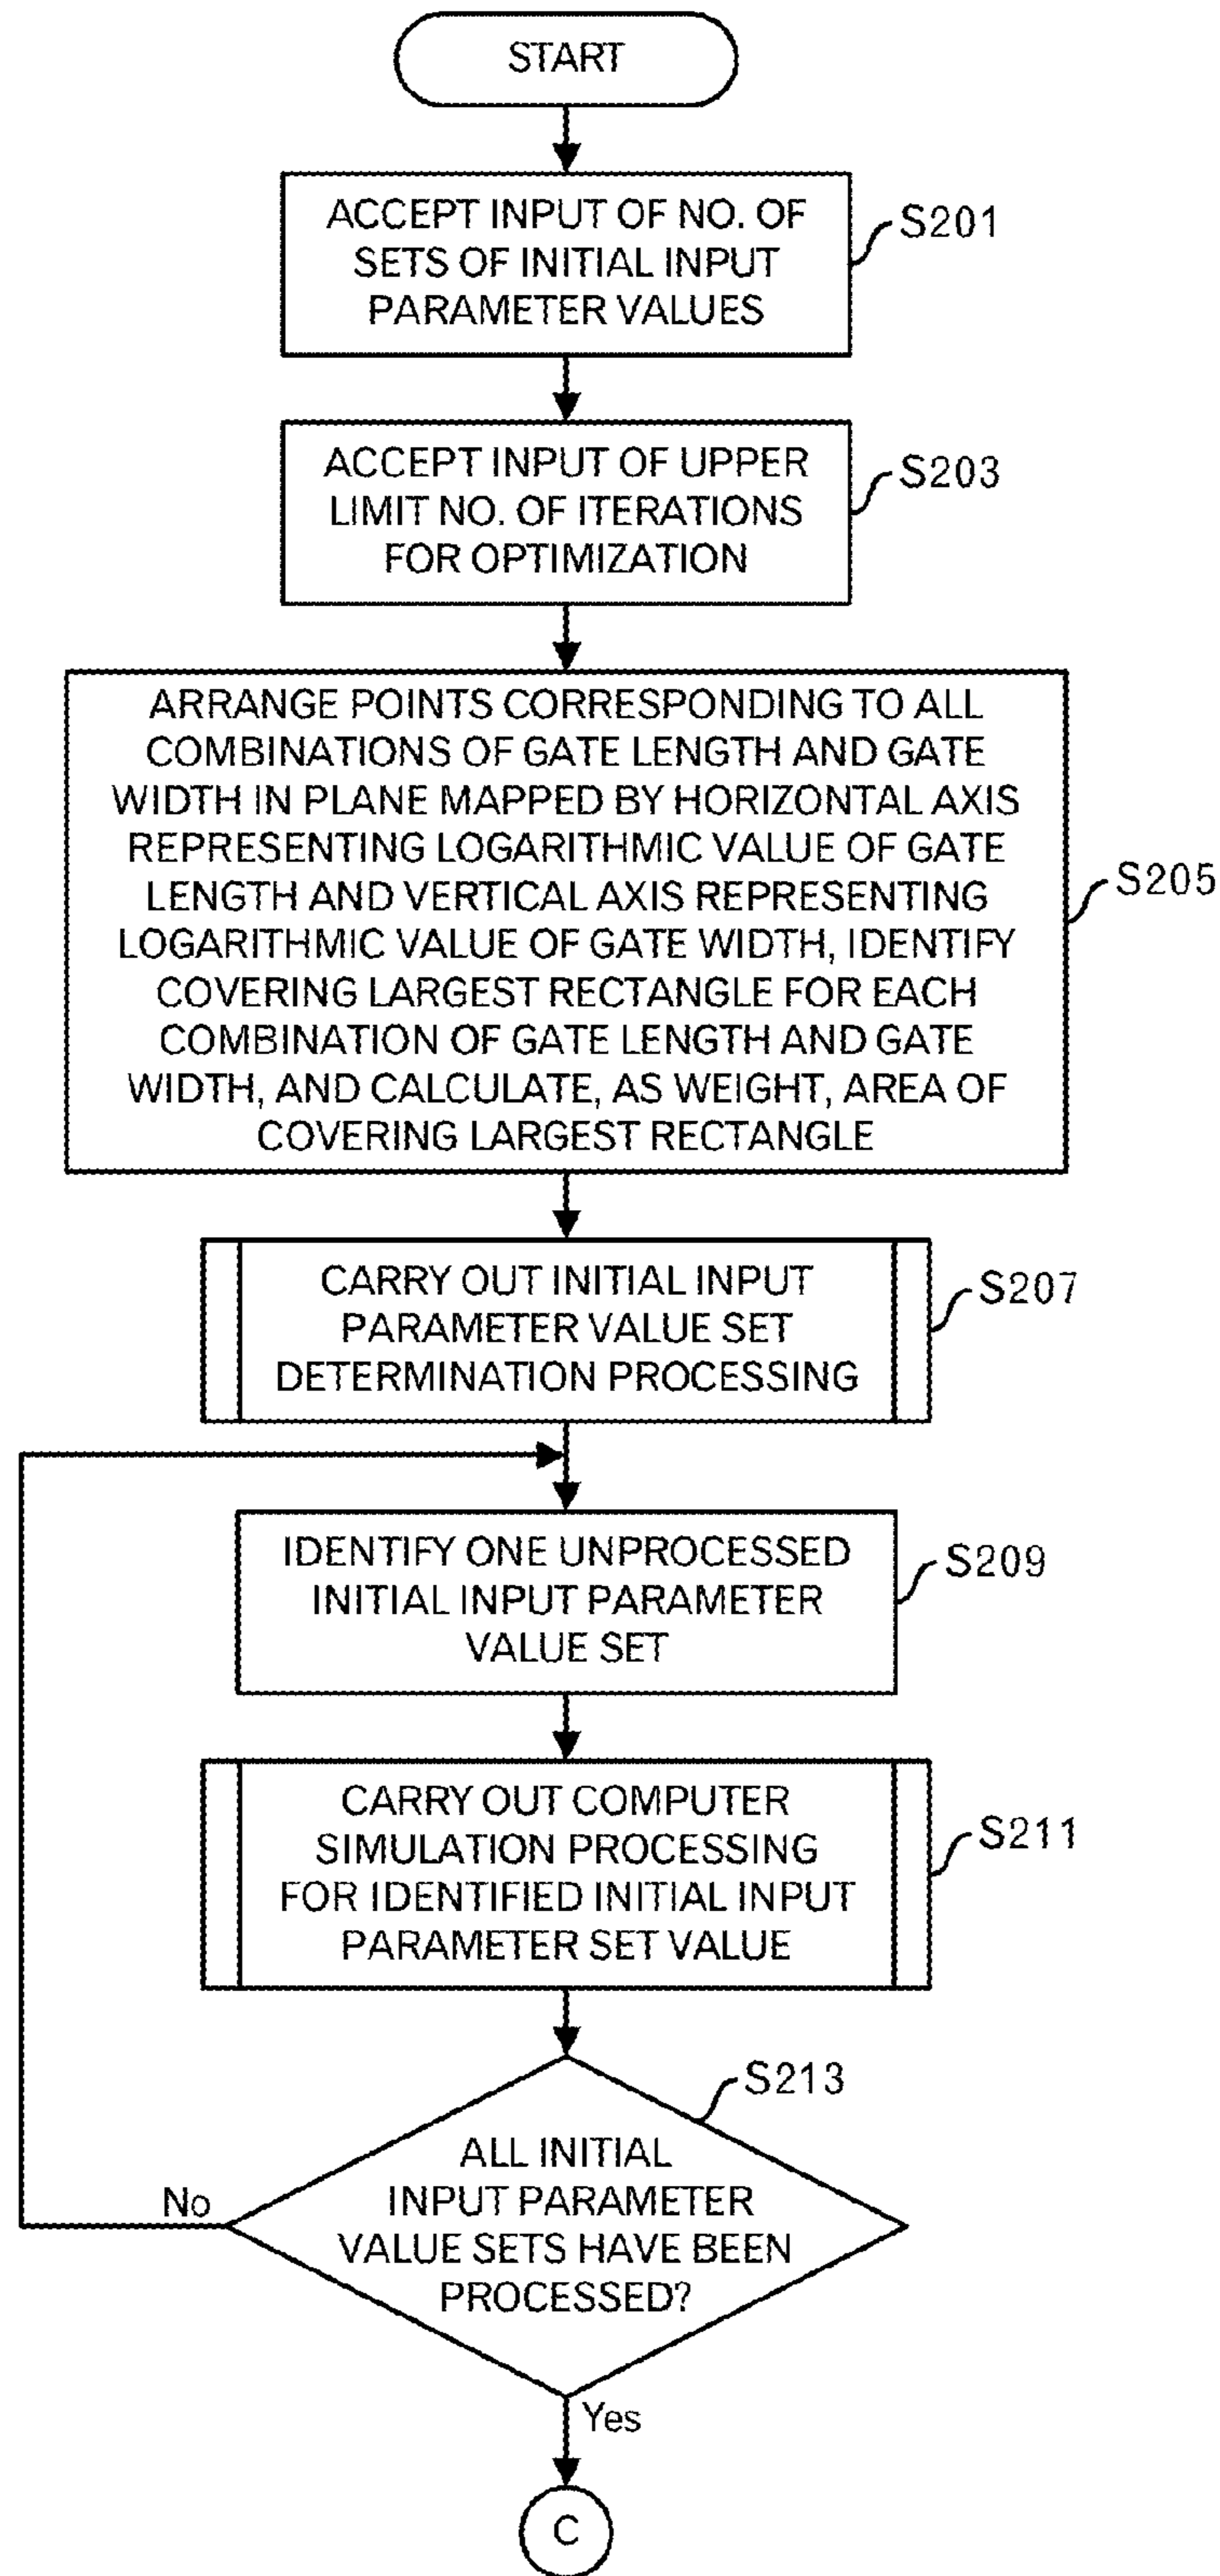 START
ACCEPT INPUT OF NO. OF
SETS OF INITIAL INPUT
PARAMETER VALUES
S201
ACCEPT INPUT OF UPPER
LIMIT NO. OF ITERATIONS
FOR OPTIMIZATION
S203
ARRANGE POINTS CORRESPONDING TO ALL
COMBINATIONS OF GATE LENGTH AND GATE
WIDTH IN PLANE MAPPED BY HORIZONTAL AXIS
REPRESENTING LOGARITHMIC VALUE OF GATE
LENGTH AND VERTICAL AXIS REPRESENTING
LOGARITHMIC VALUE OF GATE WIDTH, IDENTIFY
COVERING LARGEST RECTANGLE FOR EACH
COMBINATION OF GATE LENGTH AND GATE
WIDTH, AND CALCULATE, AS WEIGHT, AREA OF
COVERING LARGEST RECTANGLE
S205
CARRY OUT INITIAL INPUT
PARAMETER VALUE SET
DETERMINATION PROCESSING
S207
IDENTIFY ONE UNPROCESSED
INITIAL INPUT PARAMETER
VALUE SET
S209
CARRY OUT COMPUTER
SIMULATION PROCESSING
FOR IDENTIFIED INITIAL INPUT
PARAMETER SET VALUE
S211
S213
ALL INITIAL
INPUT PARAMETER
VALUE SETS HAVE BEEN
PROCESSED?
No
Yes
C